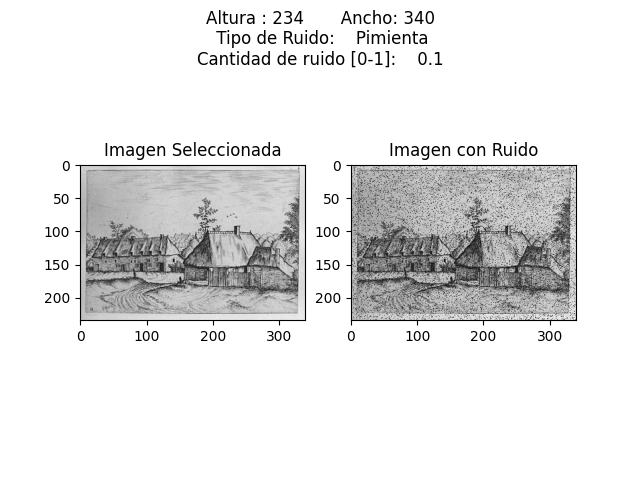 Altura : 234 Ancho: 340
Tipo de Ruido: Pimienta
Cantidad de ruido [0-1]: 0.1
Imagen Seleccionada
0
50
100
150
200
0 100 200 300
Imagen con Ruido
0
50
100
150
200
0 100 200 300